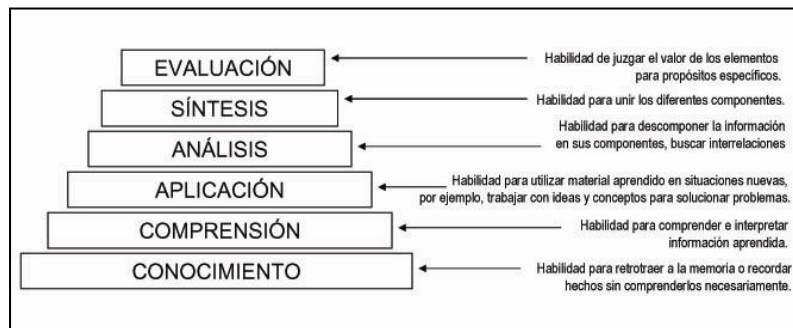 EVALUACIÓN
Habilidad de juzgar el valor de los elementos
para propósitos específicos.
SÍNTESIS
Habilidad para unir los diferentes componentes.
ANÁLISIS
Habilidad para descomponer la información
en sus componentes, buscar interrelaciones
APLICACIÓN
Habilidad para utilizar material aprendido en situaciones nuevas,
por ejemplo, trabajar con ideas y conceptos para solucionar problemas.
COMPRENSIÓN
Habilidad para comprender e interpretar
información aprendida.
CONOCIMIENTO
Habilidad para retrotraer a la memoria o recordar
hechos sin comprenderlos necesariamente.